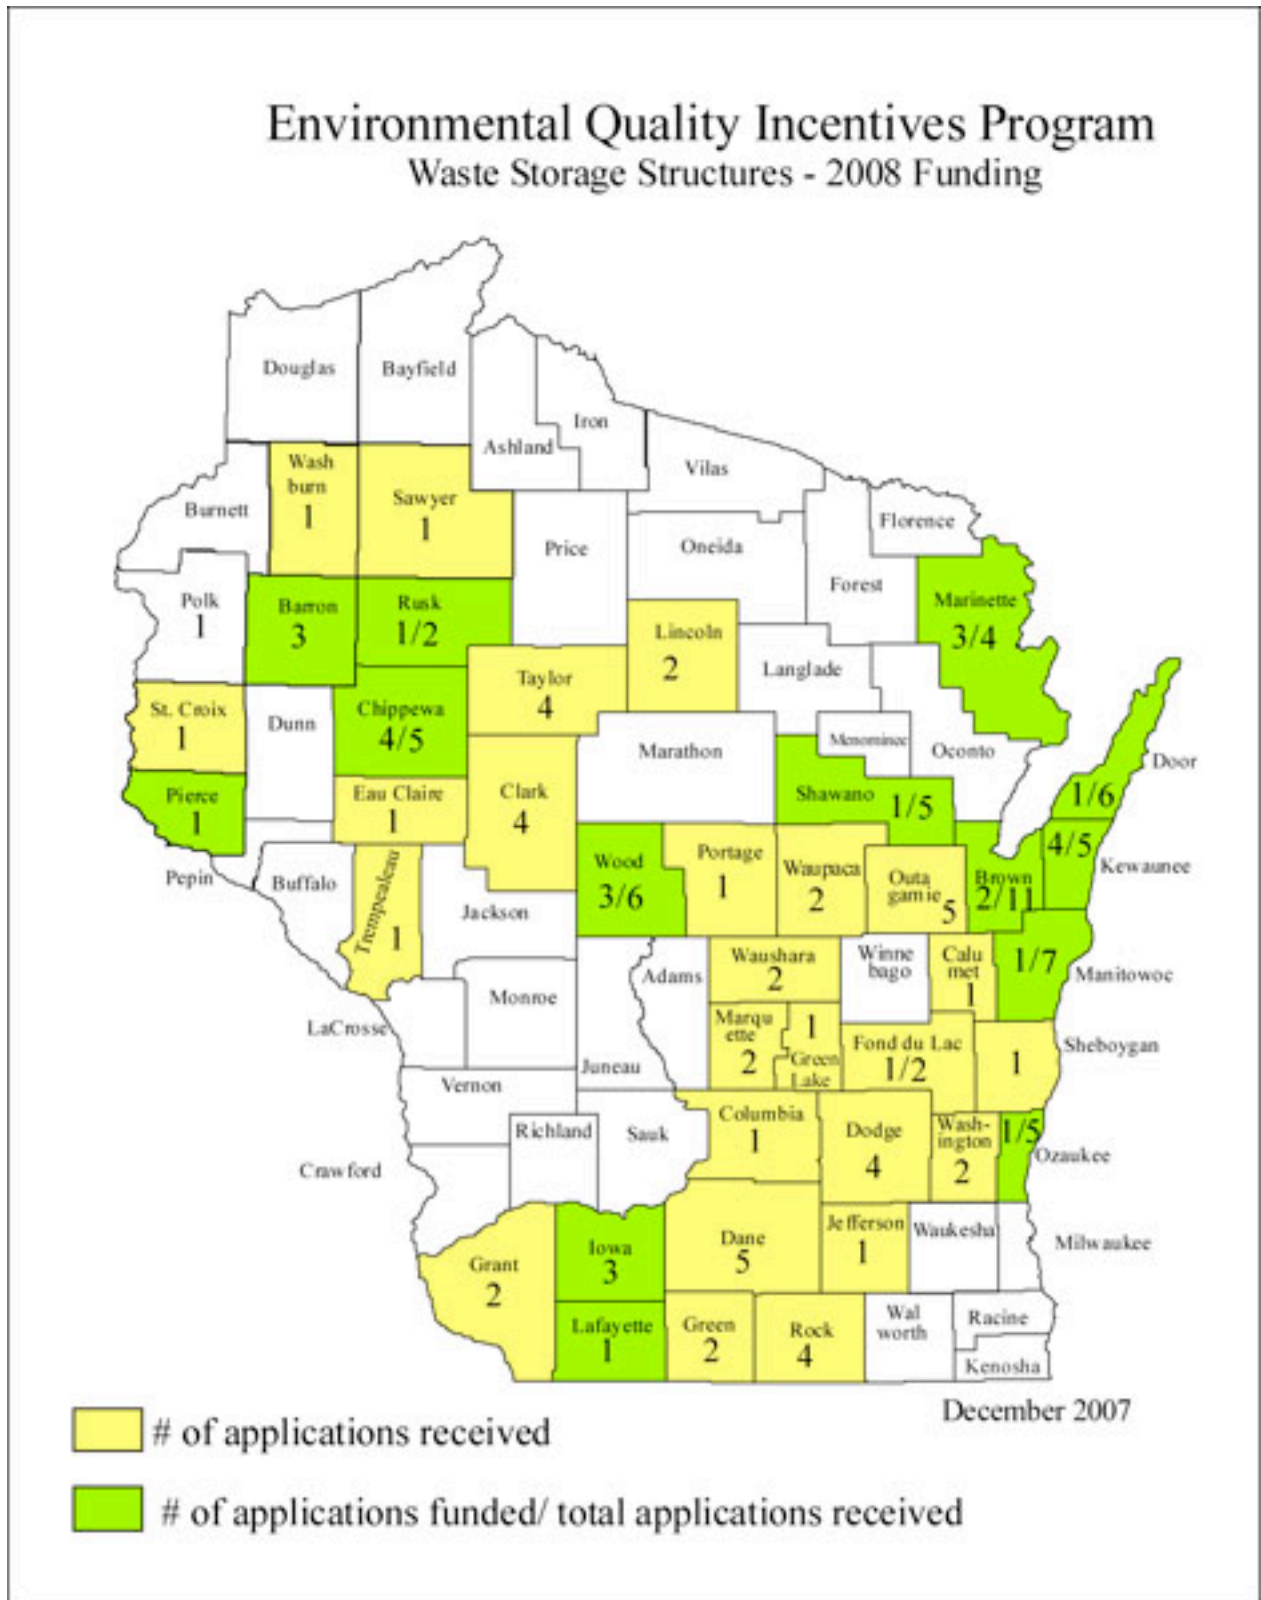 Environmental Quality Incentives Program
Waste Storage Structures - 2008 Funding
Douglas
Bayfield
Iron
Ashland
Vilas
Wash
burn
1
Sawyer
1
Burnett
Price
Oneida
Florence
Forest
Polk
1
Barron
3
Rusk
1/2
Lincoln
2
Marinette
3/4
Langlade
Taylor
4
St. Croix
1
Dunn
Chippewa
4/5
Marathon
Menominee
Oconto
Door
1/6
Pierce
1
Eau Claire
1
Clark
4
Shawano
1/5
4/5
Kewaunee
Pepin
Buffalo
Trempealeau
1
Jackson
Wood
3/6
Portage
1
Waupaca
2
Outa
gamie
5
Brown
2/11
Adams
Waushara
2
Winne
bago
Calu
met
1
1/7
Manitowoc
Monroe
LaCrosse
Juneau
Marqu
ette
2
1
Green
Lake
Fond du Lac
1/2
1
Sheboygan
Vernon
Richland
Sauk
Columbia
1
Dodge
4
Wash-
ington
2
1/5
Ozaukee
Crawford
Grant
2
Iowa
3
Dane
5
Jefferson
1
Waukesha
Milwaukee
Lafayette
1
Green
2
Rock
4
Wal
worth
Racine
Kenosha
December 2007
# of applications received
# of applications funded/ total applications received